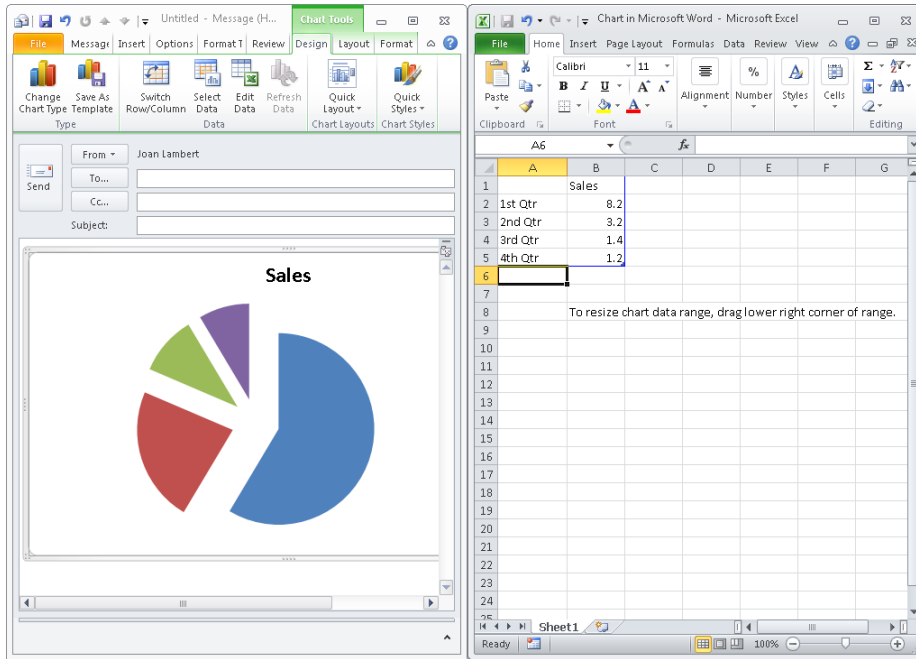 Untitled - Message (H...
Chart Tools
File Message Insert Options Format T Review Design Layout Format
Change Chart Type
Save As Template
Switch Row/Column
Select Data
Edit Data
Refresh Data
Quick Layout
Quick Styles
Type Data Chart Layouts Chart Styles
Send
From Joan Lambert
To...
Cc...
Subject:
Sales
Chart in Microsoft Word - Microsoft Excel
File Home Insert Page Layout Formulas Data Review View
Paste
Calibri 11
B I U A A
A
Alignment
%
Number
A
Styles
Cells
Σ
Clipboard Font Editing
A6 fx
A B C D E F G
1 Sales
2 1st Qtr 8.2
3 2nd Qtr 3.2
4 3rd Qtr 1.4
5 4th Qtr 1.2
6
7
8 To resize chart data range, drag lower right corner of range.
9
10
11
12
13
14
15
16
17
18
19
20
21
22
23
24
25
Sheet1
Ready 100%